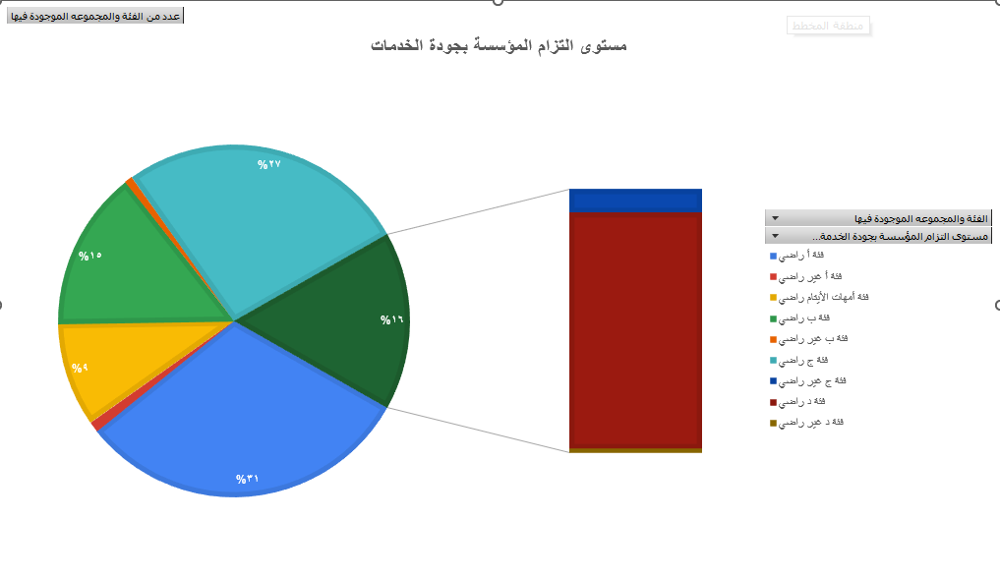 عدد من الفئة والمجموعه الموجودة فيها
منطقة المخطط
مستوى التزام المؤسسة بجودة الخدمات
%٢٧
%١٥
%١٦
%٩
%٣١
الفئة والمجموعه الموجودة فيها
مستوى التزام المؤسسة بجودة الخدمة...
فئة أ راضي
فئة أ غير راضي
فئة أمهات الأيتام راضي
فئة ب راضي
فئة ب غير راضي
فئة ج راضي
فئة ج غير راضي
فئة د راضي
فئة د غير راضي